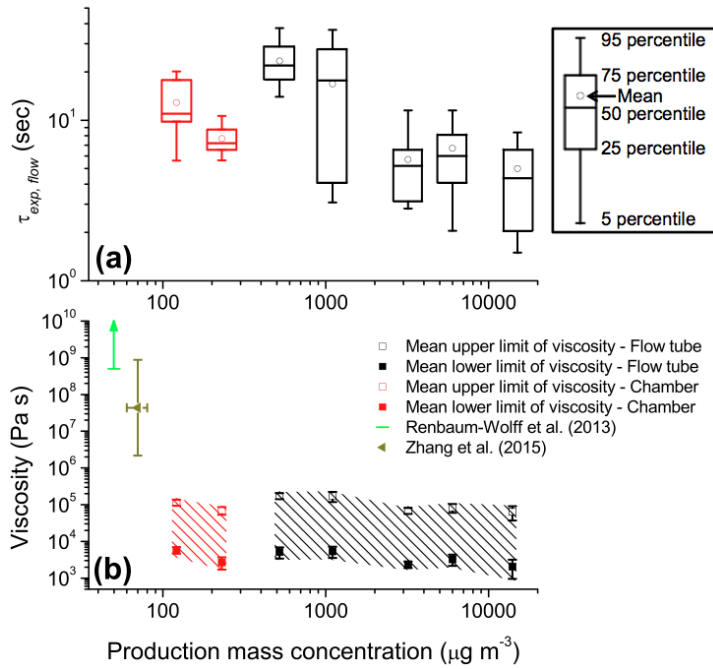 95 percentile
75 percentile
Mean
50 percentile
25 percentile
5 percentile
10¹
10⁰
τexp, flow (sec)
(a)
100 1000 10000
10¹⁰
10⁹
10⁸
10⁷
10⁶
10⁵
10⁴
10³
Viscosity (Pa s)
Mean upper limit of viscosity - Flow tube
Mean lower limit of viscosity - Flow tube
Mean upper limit of viscosity - Chamber
Mean lower limit of viscosity - Chamber
Renbaum-Wolff et al. (2013)
Zhang et al. (2015)
(b)
100 1000 10000
Production mass concentration (μg m⁻³)